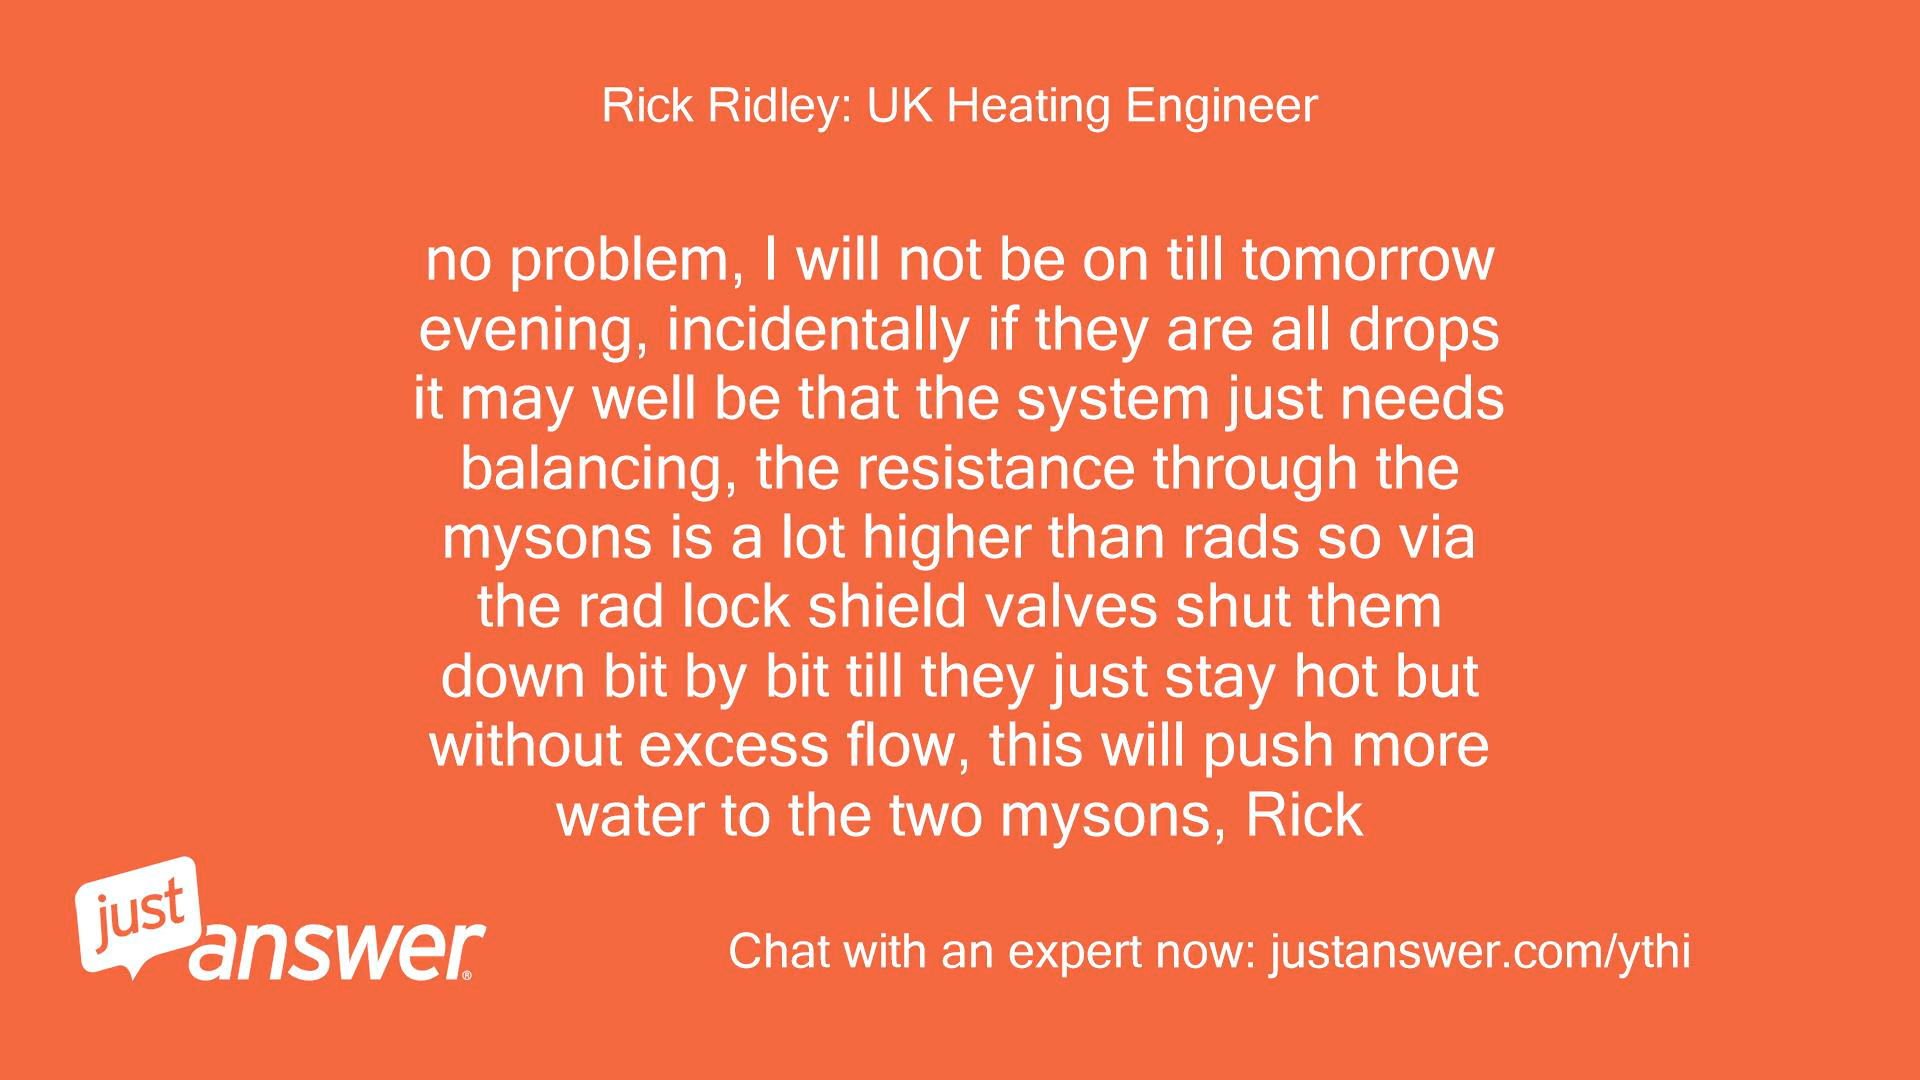 Rick Ridley: UK Heating Engineer
no problem, I will not be on till tomorrow
evening, incidentally if they are all drops
it may well be that the system just needs
balancing, the resistance through the
mysons is a lot higher than rads so via
the rad lock shield valves shut them
down bit by bit till they just stay hot but
without excess flow, this will push more
water to the two mysons, Rick
just
answer®
Chat with an expert now: justanswer.com/ythi